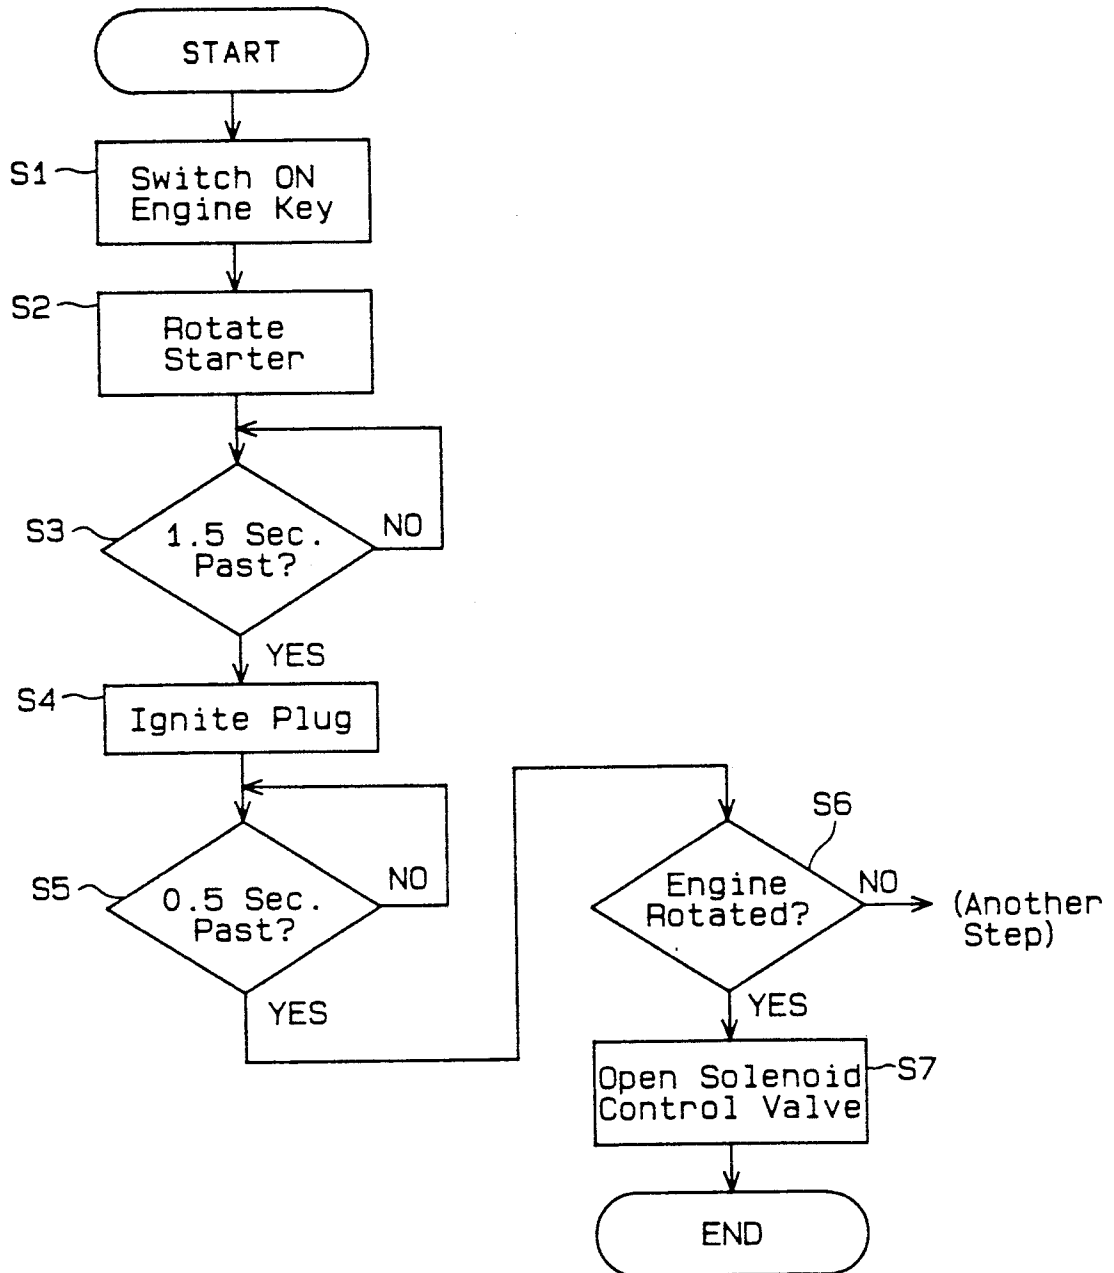 START
S1
Switch ON
Engine Key
S2
Rotate
Starter
S3
1.5 Sec.
Past?
NO
YES
S4
Ignite Plug
S5
0.5 Sec.
Past?
NO
YES
S6
Engine
Rotated?
NO
(Another
Step)
YES
S7
Open Solenoid
Control Valve
END